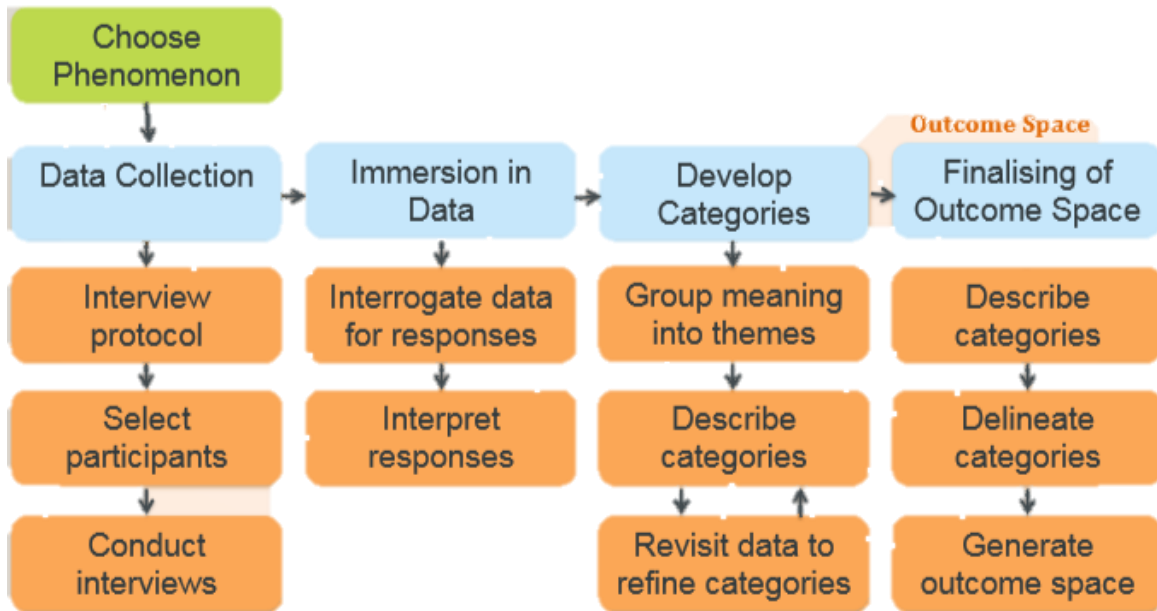 Choose
Phenomenon
Outcome Space
Data Collection
Immersion in
Data
Develop
Categories
Finalising of
Outcome Space
Interview
protocol
Interrogate data
for responses
Group meaning
into themes
Describe
categories
Select
participants
Interpret
responses
Describe
categories
Delineate
categories
Conduct
interviews
Revisit data to
refine categories
Generate
outcome space